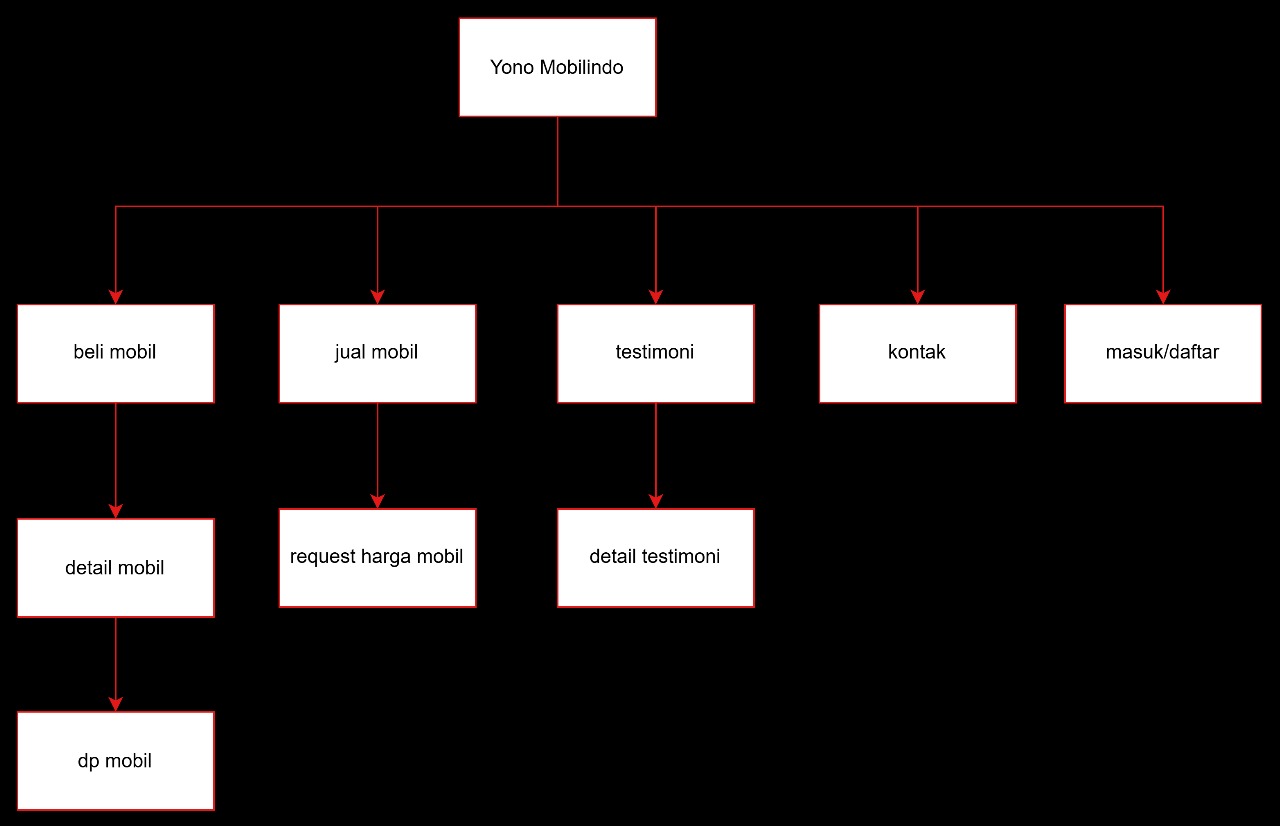 Yono Mobilindo
beli mobil
jual mobil
testimoni
kontak
masuk/daftar
detail mobil
request harga mobil
detail testimoni
dp mobil